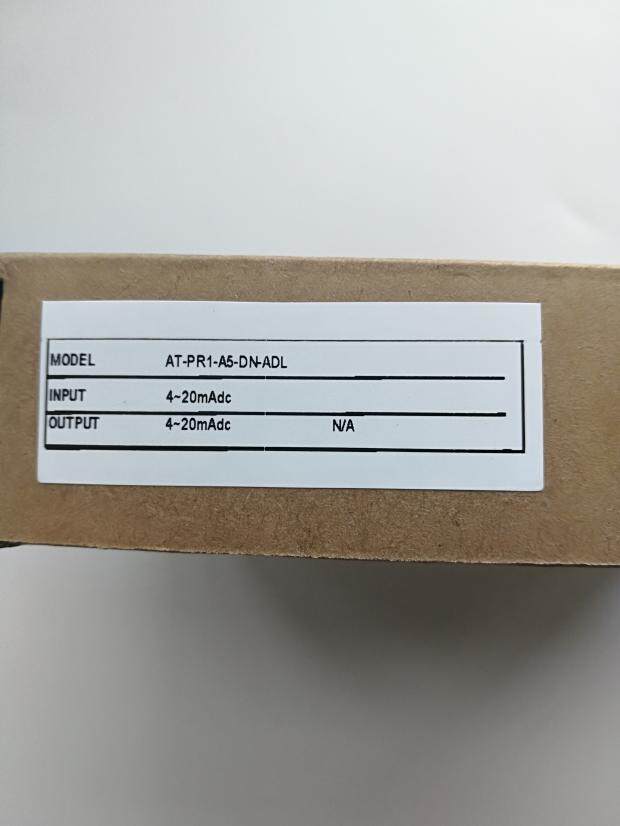 MODEL AT-PR1-A5-DN-ADL
INPUT 4~20mAdc
OUTPUT 4~20mAdc N/A